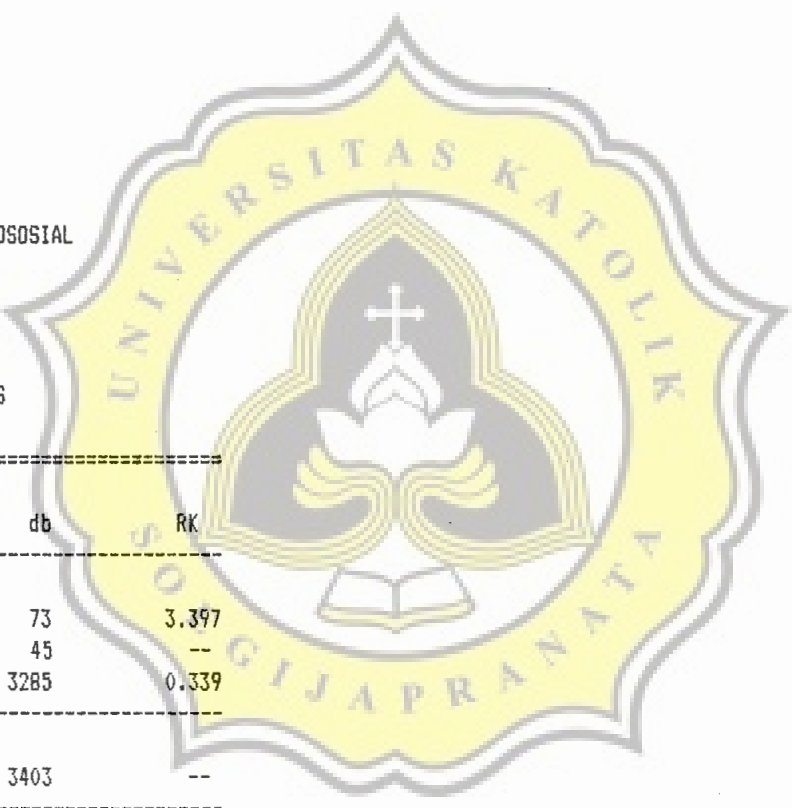 UNIVERSITAS KATOLIK
OSOSIAL
S
=======================
db RK
-----------------------
73 3.397
45 --
3285 0.339
-----------------------
3403 --
=======================
SOEGIJAPRANATA